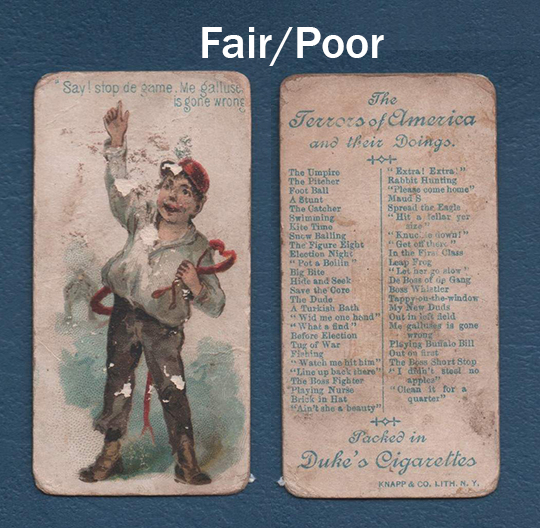 Fair/Poor
"Say! stop de game. Me galluse
is gone wrong
The
Terrors of America
and their Doings.
The Umpire
The Pitcher
Foot Ball
A Stunt
The Catcher
Swimming
Kite Time
Snow Balling
The Figure Eight
Election Night
"Pot a Bollin"
Big Bite
Hide and Seek
Save the Core
The Dude
A Turkish Bath
"Wid me one hand"
"What a find!"
Before Election
Tug of War
Fishing
"Watch me hit him"
"Line up back there"
The Boss Fighter
Playing Nurse
Brick in Hat
"Ain't she a beauty"
"Extra! Extra!"
Rabbit Hunting
"Please come home"
Maud S
Spread the Eagle
"Hit a fellar yer
size"
"Knuckle down!"
"Get off there"
In the First Class
Leap Frog
"Let her go slow"
De Boss of de Gang
Boss Whistler
Tappy-on-the-window
My New Duds
Out in left field
Me galluses is gone
wrong
Playing Buffalo Bill
Out on first
The Boss Short Stop
"I didn't steal no
apples"
"Clean it for a
quarter"
Packed in
Duke's Cigarettes
KNAPP & CO. LITH. N. Y.